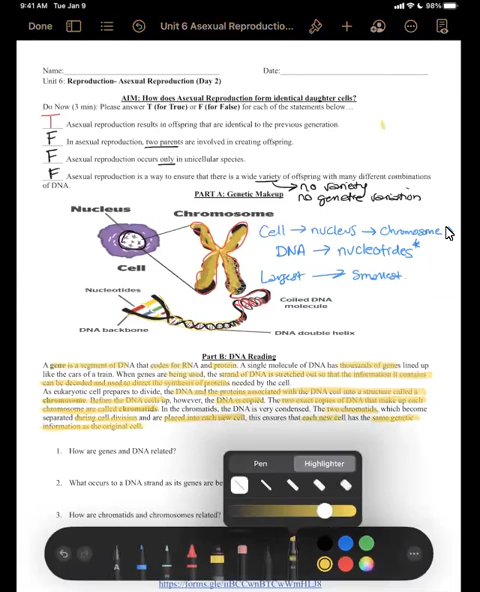 9:41 AM Tue Jan 9 98%
Done Unit 6 Asexual Reproductio...
Name: Date:
Unit 6: Reproduction- Asexual Reproduction (Day 2)
AIM: How does Asexual Reproduction form identical daughter cells?
Do Now (3 min): Please answer T (for True) or F (for False) for each of the statements below…
T Asexual reproduction results in offspring that are identical to the previous generation.
F In asexual reproduction, two parents are involved in creating offspring.
F Asexual reproduction occurs only in unicellular species.
F Asexual reproduction is a way to ensure that there is a wide variety of offspring with many different combinations
of DNA.
→ no variety
no genetic variation
PART A: Genetic Makeup
Nucleus
Chromosome
Cell → nucleus → Chromosome
DNA → nucleotides*
Cell
Largest → Smallest.
Nucleotides
Coiled DNA
molecule
DNA backbone
DNA double helix
Part B: DNA Reading
A gene is a segment of DNA that codes for RNA and protein. A single molecule of DNA has thousands of genes lined up
like the cars of a train. When genes are being used, the strand of DNA is stretched out so that the information it contains
can be decoded and used to direct the synthesis of proteins needed by the cell.
As eukaryotic cell prepares to divide, the DNA and the proteins associated with the DNA coil into a structure called a
chromosome. Before the DNA coils up, however, the DNA is copied. The two exact copies of DNA that make up each
chromosome are called chromatids. In the chromatids, the DNA is very condensed. The two chromatids, which become
separated during cell division and are placed into each new cell, this ensures that each new cell has the same genetic
information as the original cell.
1. How are genes and DNA related?
Pen Highlighter
2. What occurs to a DNA strand as its genes are be
3. How are chromatids and chromosomes related?
A